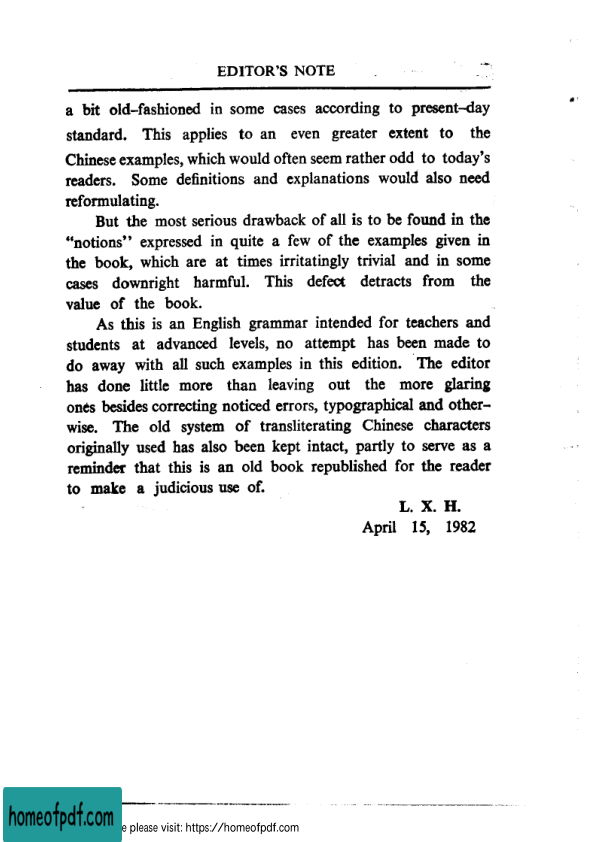 EDITOR'S NOTE
a bit old-fashioned in some cases according to present-day
standard. This applies to an even greater extent to the
Chinese examples, which would often seem rather odd to today's
readers. Some definitions and explanations would also need
reformulating.
But the most serious drawback of all is to be found in the
"notions" expressed in quite a few of the examples given in
the book, which are at times irritatingly trivial and in some
cases downright harmful. This defect detracts from the
value of the book.
As this is an English grammar intended for teachers and
students at advanced levels, no attempt has been made to
do away with all such examples in this edition. The editor
has done little more than leaving out the more glaring
ones besides correcting noticed errors, typographical and other-
wise. The old system of transliterating Chinese characters
originally used has also been kept intact, partly to serve as a
reminder that this is an old book republished for the reader
to make a judicious use of.
L. X. H.
April 15, 1982
homeofpdf.com
e please visit: https://homeofpdf.com